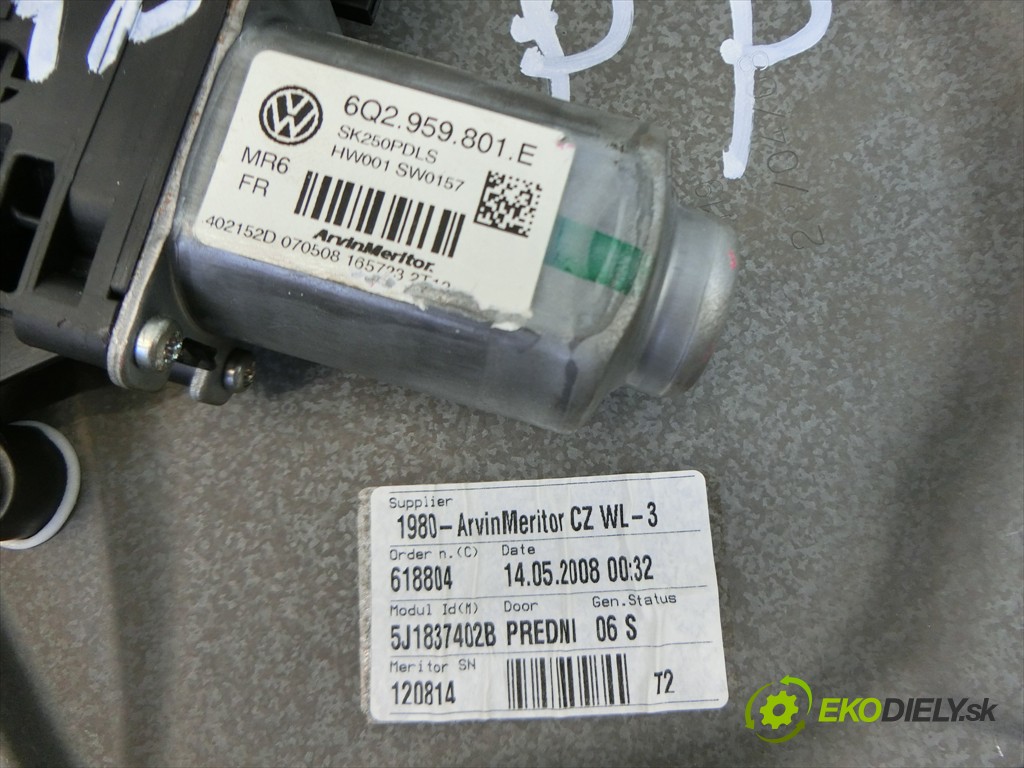 PP
6Q2.959.801.E
SK250PDLS
HW001 SW0157
MR6
FR
ArvinMeritor
402152D 070508
Supplier
1980-ArvinMeritor CZ WL-3
Order n.(C) Date
618804 14.05.2008 00:32
Modul Id(M) Door Gen.Status
5J1837402B PREDNI 06 S
Meritor SN
120814 T2
EKODIELY.sk